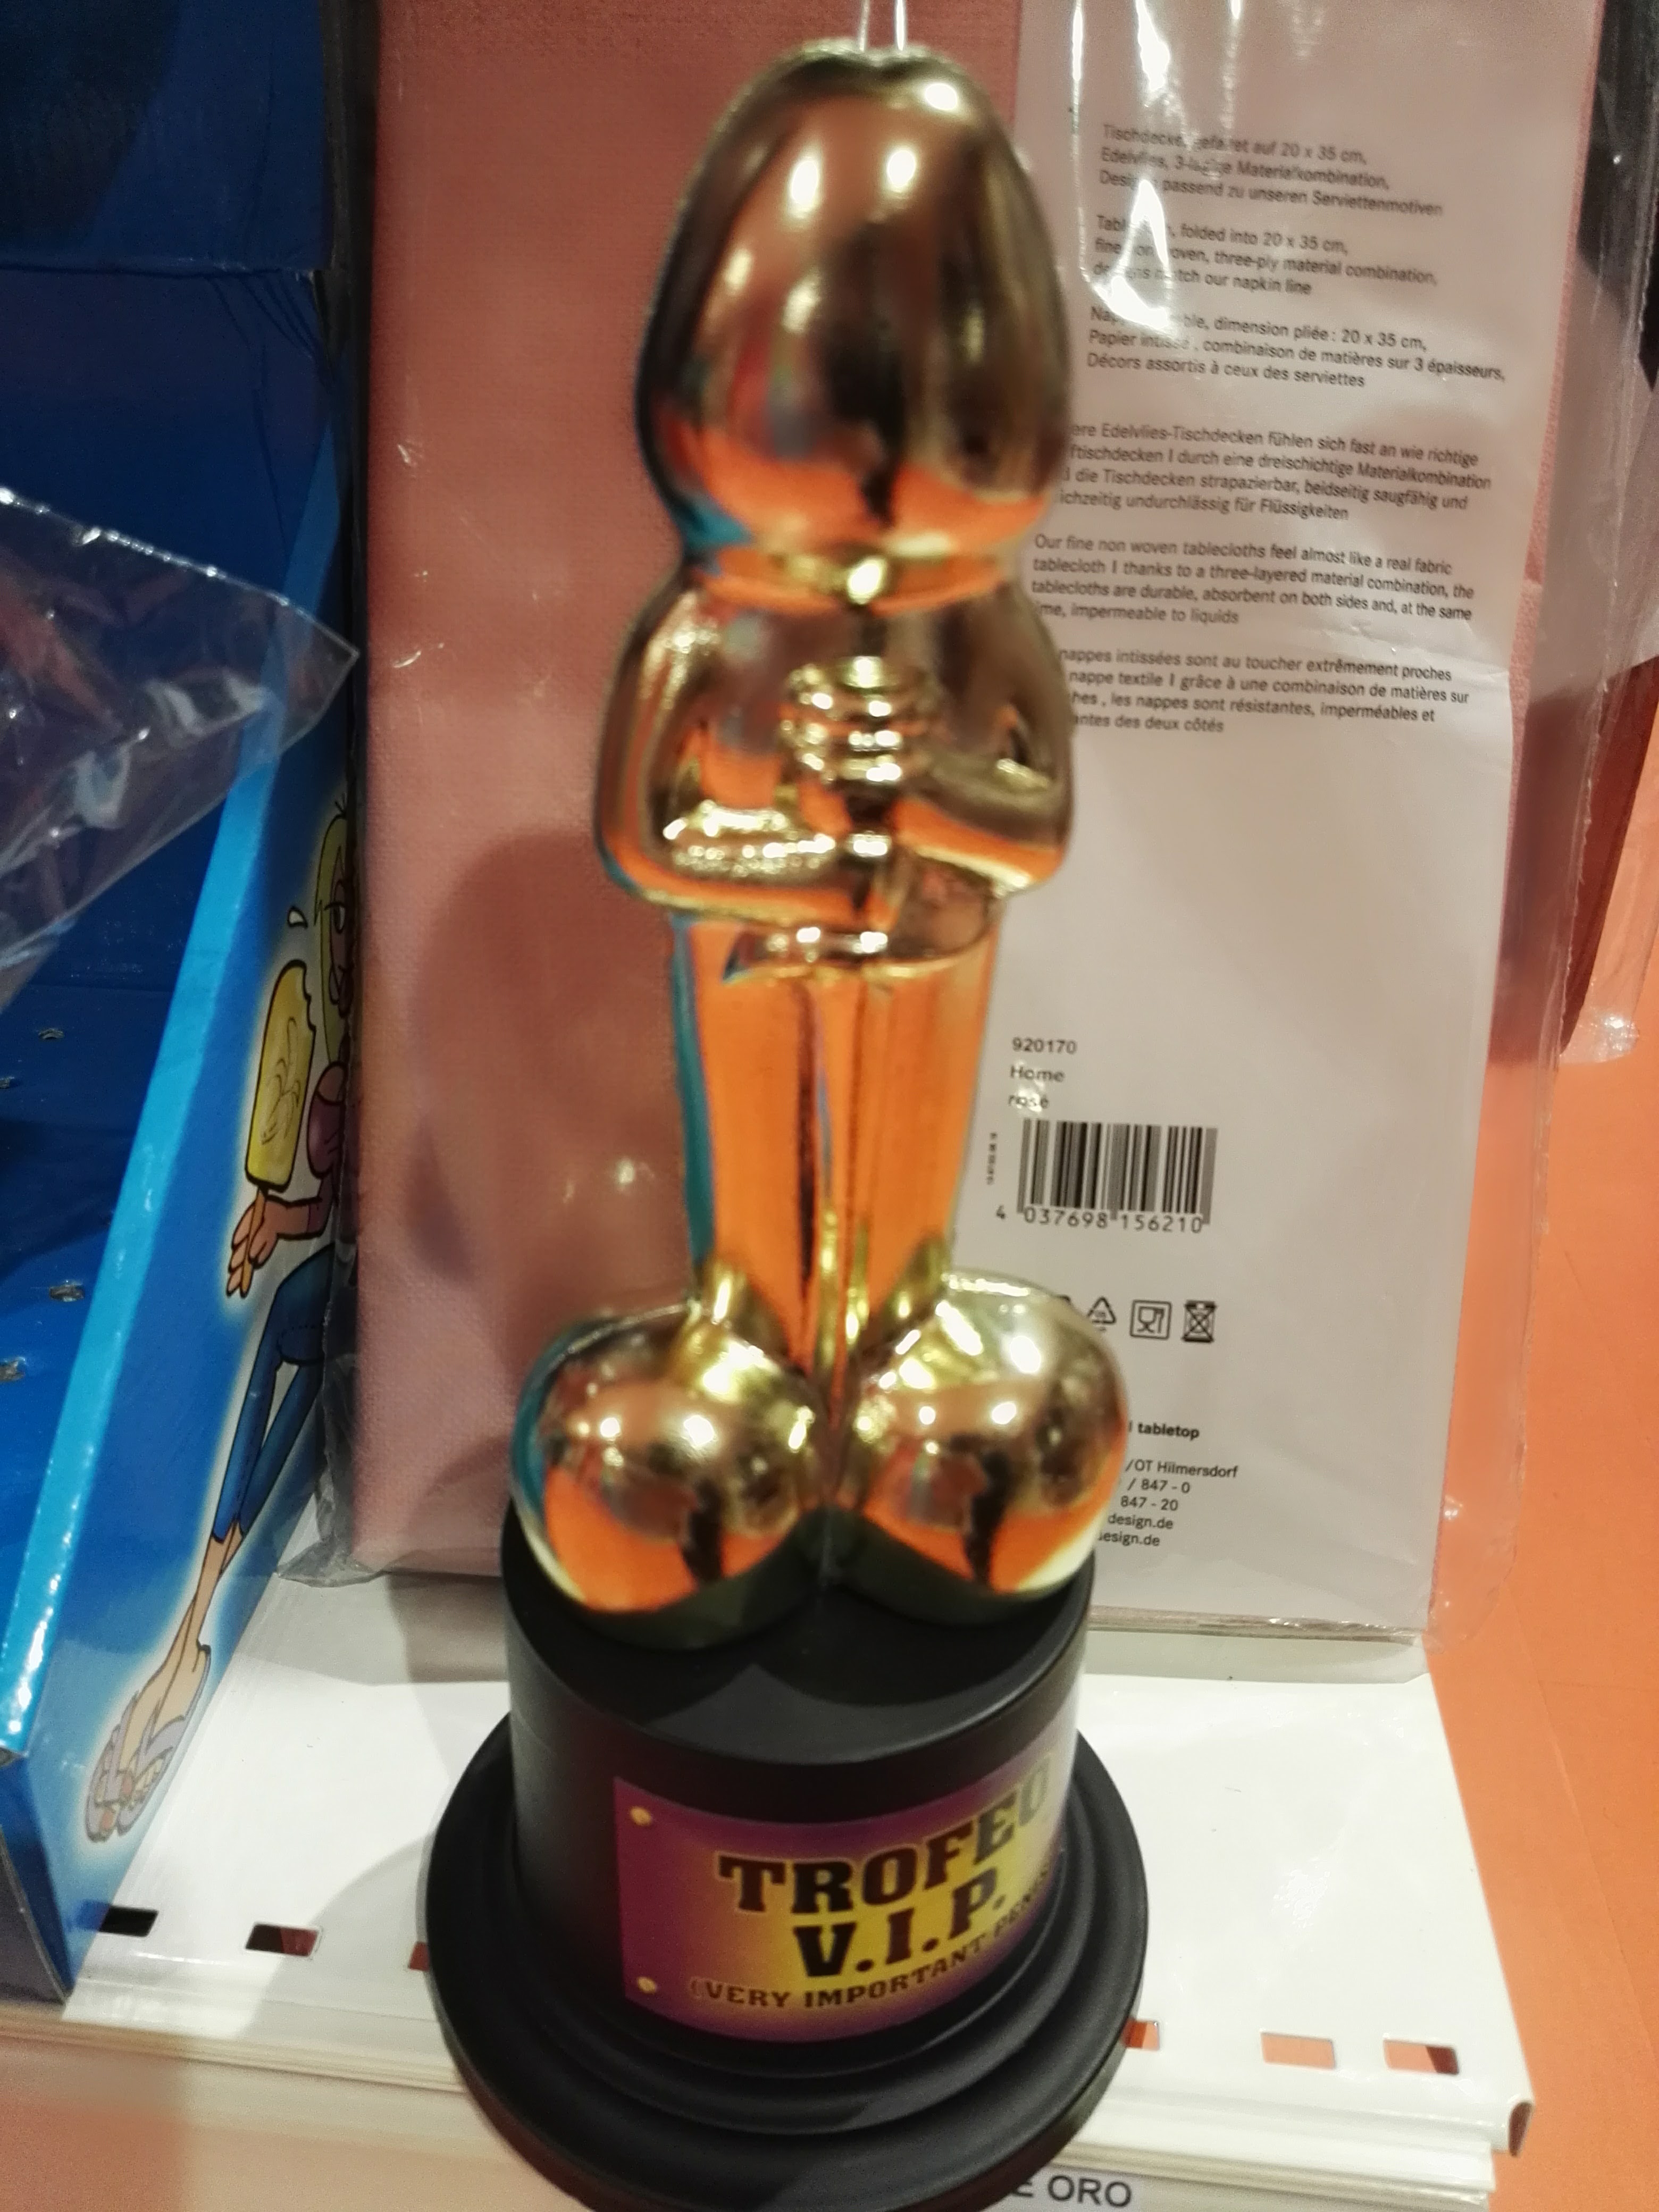 Tischdecke, gefaltet auf 20 x 35 cm,
Edelvlies, 3-lagige Materialkombination,
passend zu unseren Serviettenmotiven
folded into 20 x 35 cm,
fine three-ply material combination,
our napkin line
dimension pliée : 20 x 35 cm,
Papier intissé , combinaison de matières sur 3 épaisseurs,
Décors assortis à ceux des serviettes
Edelvlies-Tischdecken fühlen sich fast an wie richtige
I durch eine dreischichtige Materialkombination
die Tischdecken strapazierbar, beidseitig saugfähig und
undurchlässig für Flüssigkeiten
Our fine non woven tablecloths feel almost like a real fabric
tablecloth I thanks to a three-layered material combination, the
tablecloths are durable, absorbent on both sides and, at the same
impermeable to liquids
nappes intissées sont au toucher extrêmement proches
nappe textile I grâce à une combinaison de matières sur
, les nappes sont résistantes, imperméables et
des deux côtés
920170
Home
rosé
4 037698 156210
tabletop
/OT Hilmersdorf
/ 847 - 0
847 - 20
design.de
design.de
TROFEO
V.I.P.
(VERY IMPORTANT PENIS
ORO